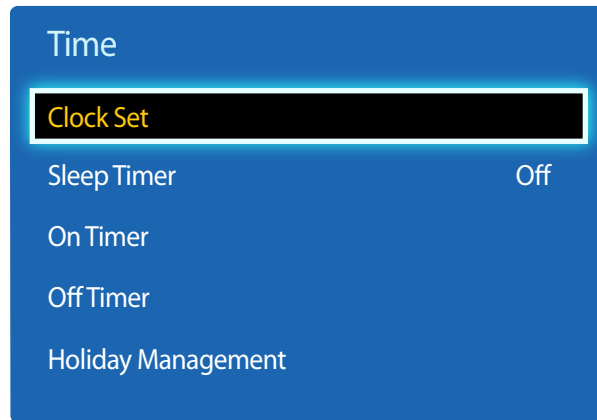 Time
Clock Set
Sleep Timer Off
On Timer
Off Timer
Holiday Management